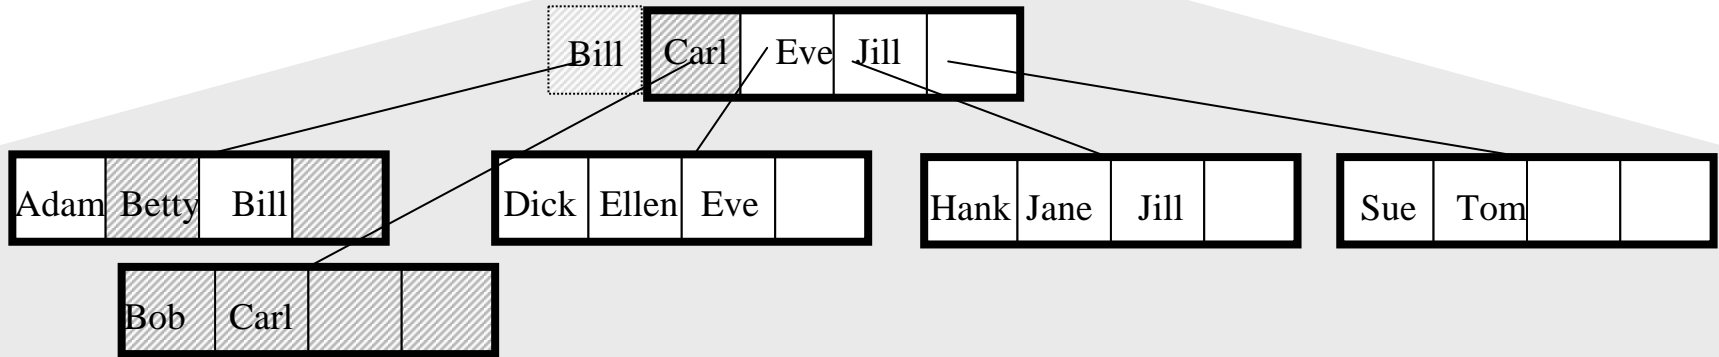 Bill Carl Eve Jill
Adam Betty Bill Dick Ellen Eve Hank Jane Jill Sue Tom
Bob Carl